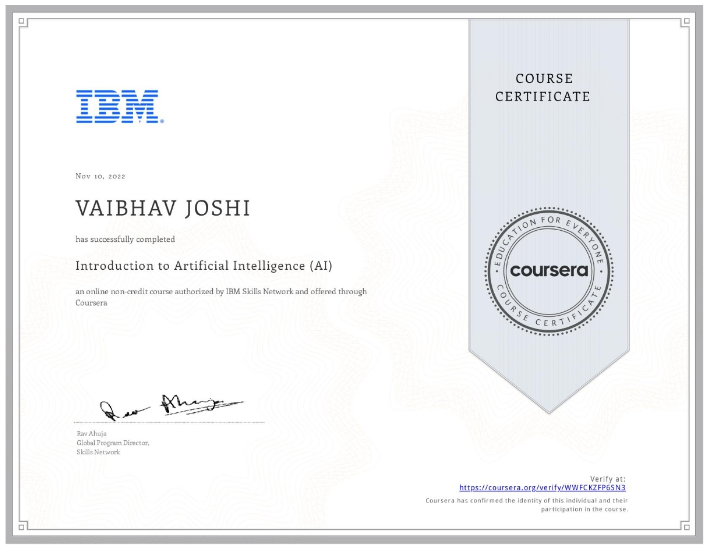 COURSE
CERTIFICATE
IBM®
Nov 10, 2022
VAIBHAV JOSHI
has successfully completed
Introduction to Artificial Intelligence (AI)
an online non-credit course authorized by IBM Skills Network and offered through
Coursera
EDUCATION FOR EVERYONE
coursera
COURSE CERTIFICATE
Rav Ahuja
Rav Ahuja
Global Program Director,
Skills Network
Verify at:
https://coursera.org/verify/WWFCKZFP6SN3
Coursera has confirmed the identity of this individual and their
participation in the course.